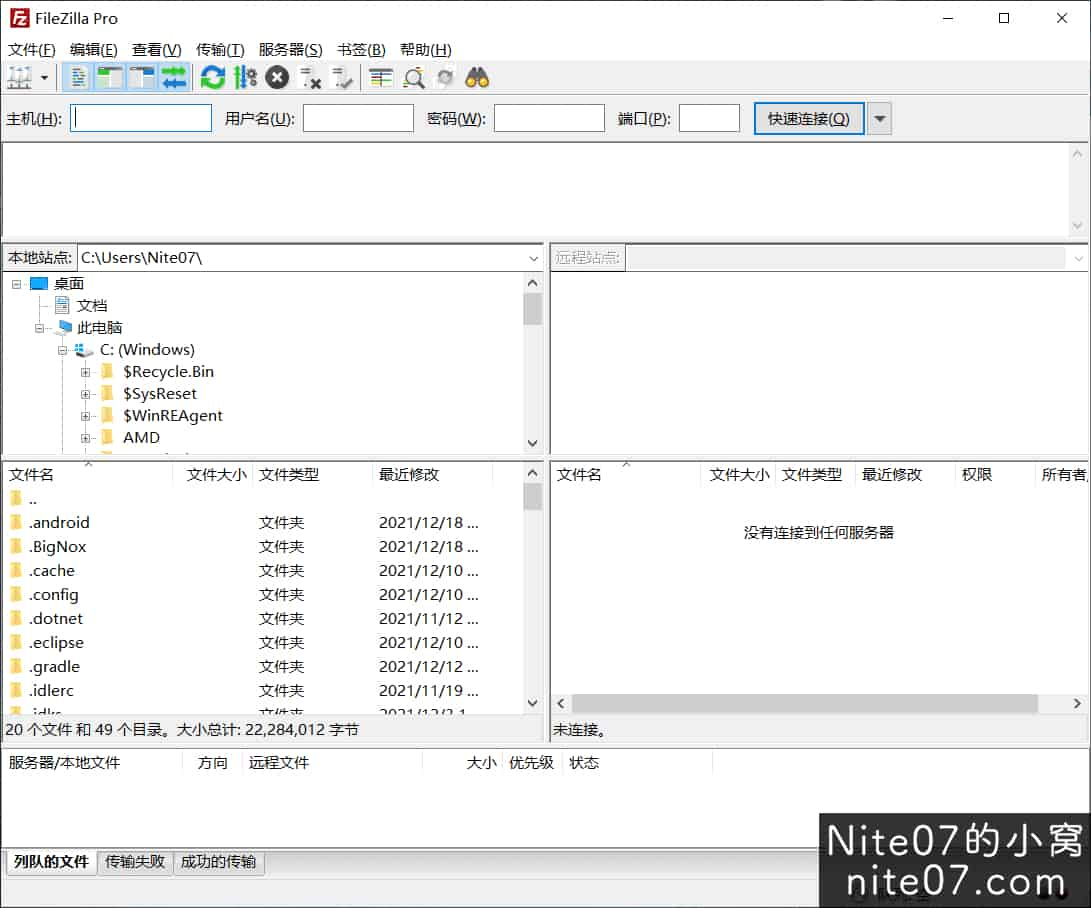 FileZilla Pro
文件(F) 编辑(E) 查看(V) 传输(T) 服务器(S) 书签(B) 帮助(H)
主机(H): 用户名(U): 密码(W): 端口(P): 快速连接(Q)
本地站点: C:\Users\Nite07\ 远程站点:
桌面
文档
此电脑
C: (Windows)
$Recycle.Bin
$SysReset
$WinREAgent
AMD
文件名 文件大小 文件类型 最近修改 文件名 文件大小 文件类型 最近修改 权限 所有者
..
.android 文件夹 2021/12/18 ...
没有连接到任何服务器
.BigNox 文件夹 2021/12/18 ...
.cache 文件夹 2021/12/10 ...
.config 文件夹 2021/12/10 ...
.dotnet 文件夹 2021/11/12 ...
.eclipse 文件夹 2021/12/10 ...
.gradle 文件夹 2021/12/12 ...
.idlerc 文件夹 2021/11/19 ...
20 个文件 和 49 个目录。大小总计: 22,284,012 字节 未连接。
服务器/本地文件 方向 远程文件 大小 优先级 状态
列队的文件 传输失败 成功的传输
Nite07的小窝
nite07.com